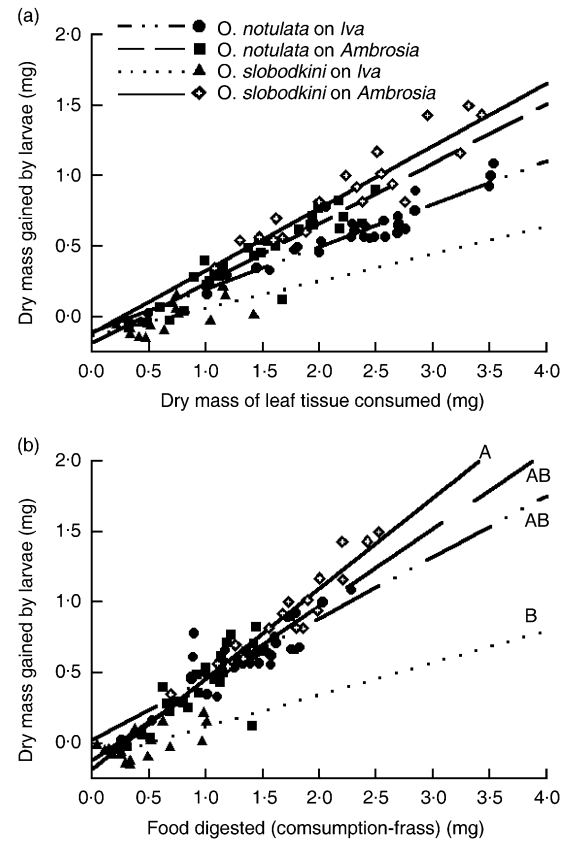 (a)
O. notulata on Iva
O. notulata on Ambrosia
O. slobodkini on Iva
O. slobodkini on Ambrosia
Dry mass gained by larvae (mg)
2·0
1·5
1·0
0·5
0·0
0·0 0·5 1·0 1·5 2·0 2·5 3·0 3·5 4·0
Dry mass of leaf tissue consumed (mg)
(b)
Dry mass gained by larvae (mg)
2·0
1·5
1·0
0·5
0·0
A
AB
AB
B
0·0 0·5 1·0 1·5 2·0 2·5 3·0 3·5 4·0
Food digested (comsumption-frass) (mg)